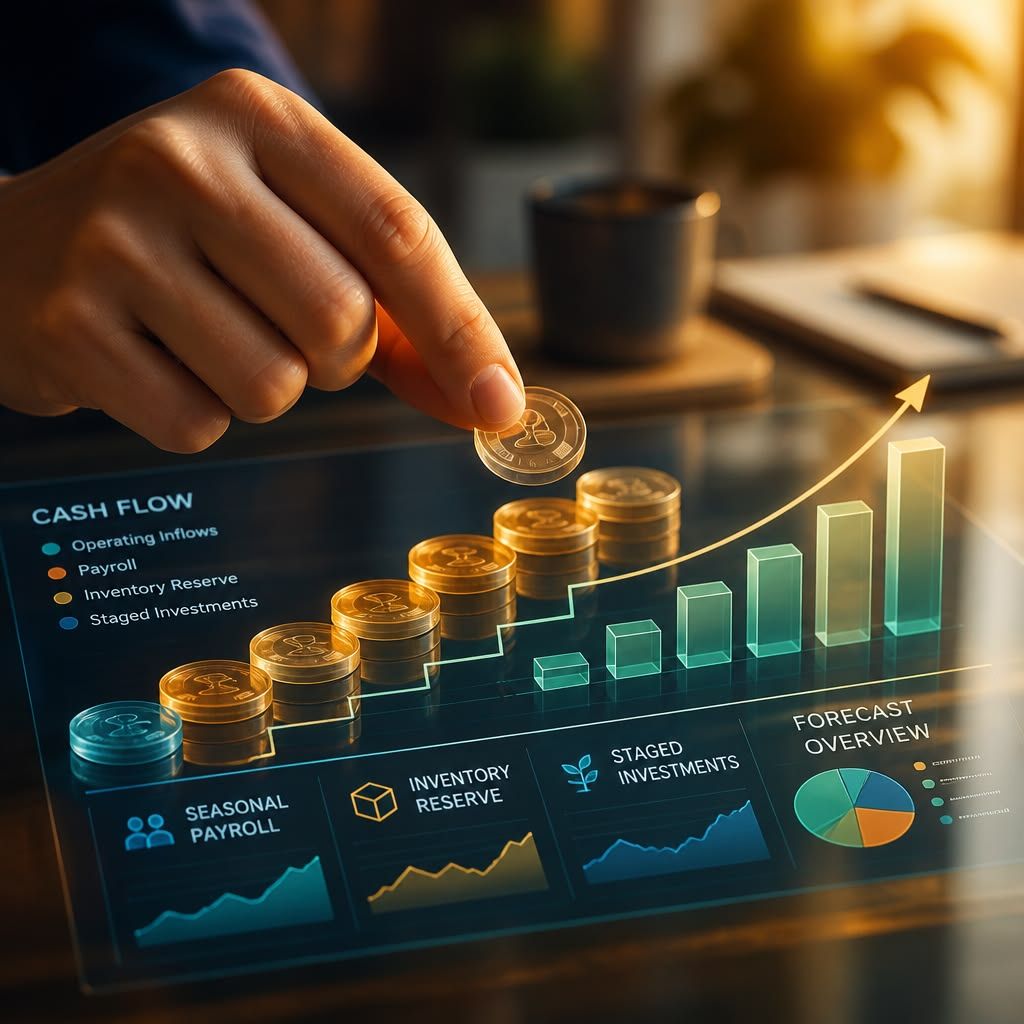 CASH FLOW
Operating Inflows
Payroll
Inventory Reserve
Staged Investments
SEASONAL
PAYROLL
INVENTORY
RESERVE
STAGED
INVESTMENTS
FORECAST
OVERVIEW